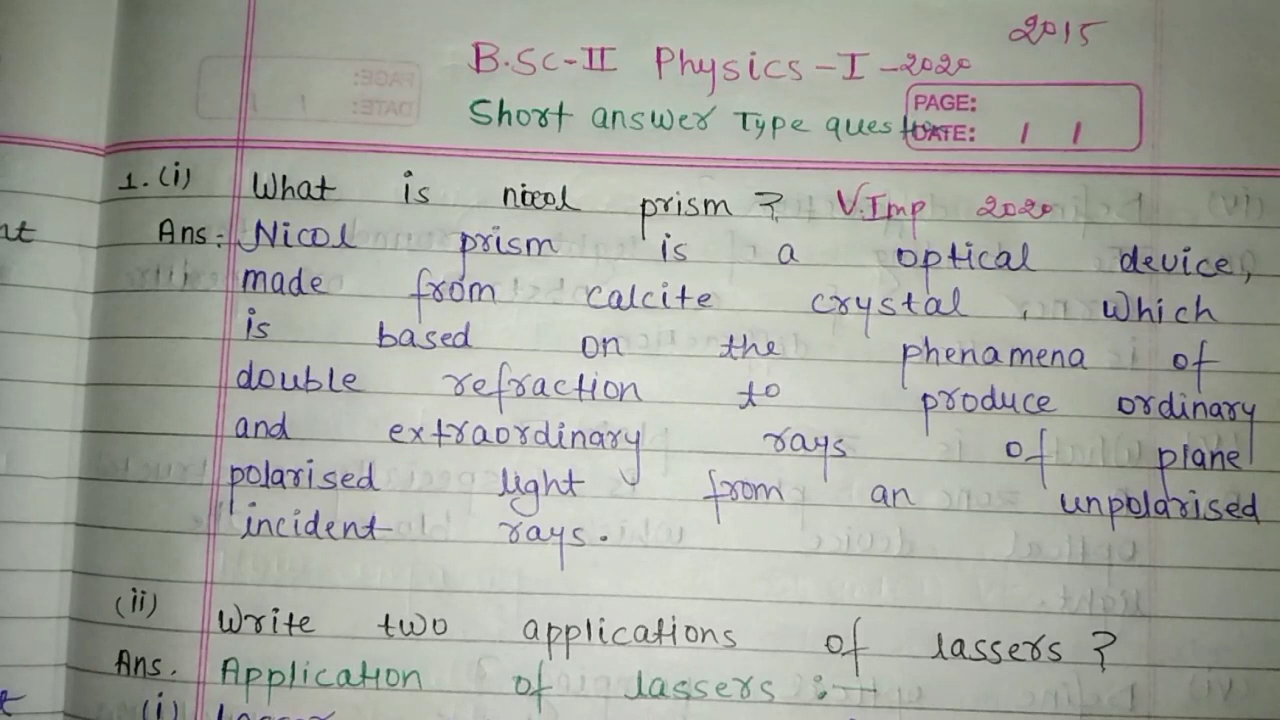 2015
B.Sc-II Physics-I-2020
Short answer Type question
PAGE:
DATE: / /
1.(i) What is nicol prism? V.Imp 2020
Ans: Nicol prism is a optical device,
made from calcite crystal, which
is based on the phenamena of
double refraction to produce ordinary
and extraordinary rays of plane
polarised light from an unpolarised
incident rays.
(ii) Write two applications of lassers?
Ans. Application of lassers :-
(i)